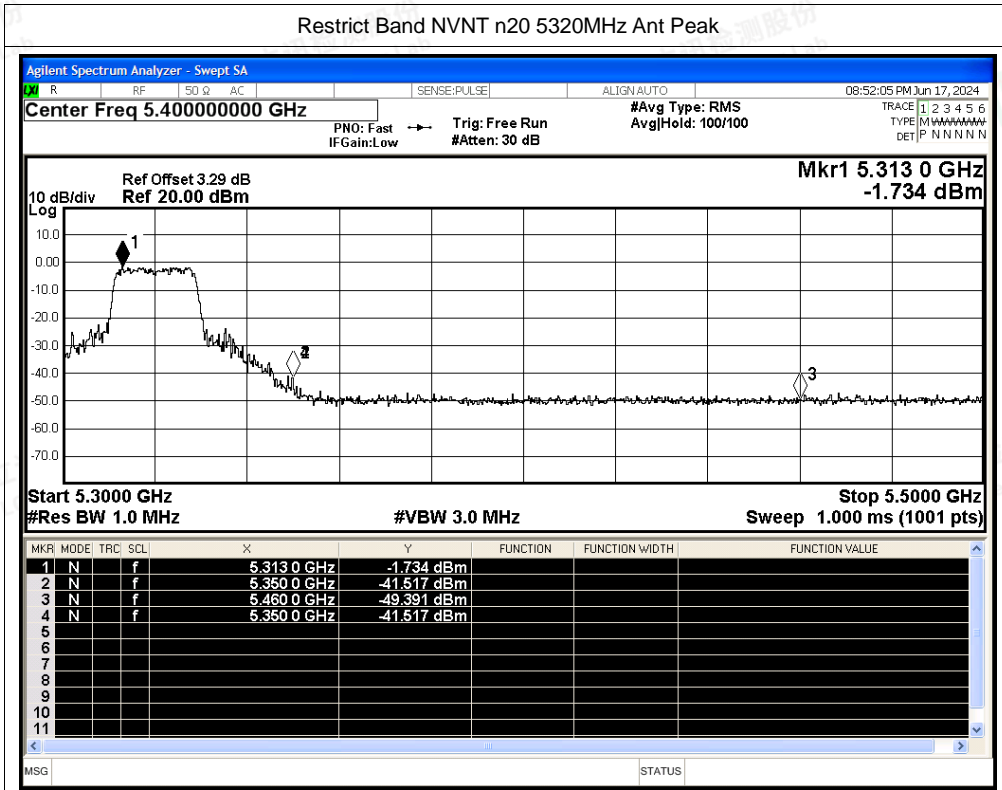 Restrict Band NVNT n20 5320MHz Ant Peak
Agilent Spectrum Analyzer - Swept SA
LXI R RF 50 Ω AC SENSE:PULSE ALIGN AUTO 08:52:05 PM Jun 17, 2024
Center Freq 5.400000000 GHz
PNO: Fast
IFGain:Low
Trig: Free Run
#Atten: 30 dB
#Avg Type: RMS
Avg|Hold: 100/100
TRACE 1 2 3 4 5 6
TYPE M W W W W W
DET P N N N N N
Mkr1 5.313 0 GHz
-1.734 dBm
Ref Offset 3.29 dB
10 dB/div Ref 20.00 dBm
Log
10.0
0.00
-10.0
-20.0
-30.0
-40.0
-50.0
-60.0
-70.0
1
2
3
Start 5.3000 GHz Stop 5.5000 GHz
#Res BW 1.0 MHz #VBW 3.0 MHz Sweep 1.000 ms (1001 pts)
MKR MODE TRC SCL X Y FUNCTION FUNCTION WIDTH FUNCTION VALUE
1 N f 5.313 0 GHz -1.734 dBm
2 N f 5.350 0 GHz -41.517 dBm
3 N f 5.460 0 GHz -49.391 dBm
4 N f 5.350 0 GHz -41.517 dBm
5
6
7
8
9
10
11
MSG STATUS